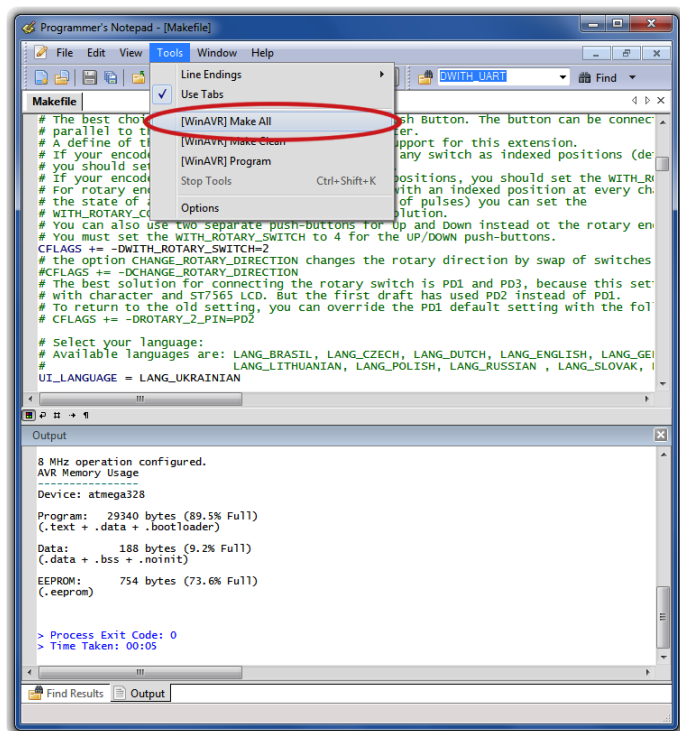 Programmer's Notepad - [Makefile]
File Edit View Tools Window Help
DWITH_UART Find
Line Endings
Use Tabs
[WinAVR] Make All
[WinAVR] Make Clean
[WinAVR] Program
Stop Tools Ctrl+Shift+K
Options
Makefile
# The best choi sh Button. The button can be connec
# parallel to th er.
# A define of th upport for this extension.
# If your encode any switch as indexed positions (de
# you should set
# If your encode ositions, you should set the WITH_R
# For rotary en with an indexed position at every ch
# the state of a of pulses) you can set the
# WITH_ROTARY_CO lution.
# You can also use two separate push-buttons for Up and Down instead ot the rotary en
# You must set the WITH_ROTARY_SWITCH to 4 for the UP/DOWN push-buttons.
CFLAGS += -DWITH_ROTARY_SWITCH=2
# the option CHANGE_ROTARY_DIRECTION changes the rotary direction by swap of switches
#CFLAGS += -DCHANGE_ROTARY_DIRECTION
# The best solution for connecting the rotary switch is PD1 and PD3, because this set
# with character and ST7565 LCD. But the first draft has used PD2 instead of PD1.
# To return to the old setting, you can override the PD1 default setting with the fol
# CFLAGS += -DROTARY_2_PIN=PD2
# Select your language:
# Available languages are: LANG_BRASIL, LANG_CZECH, LANG_DUTCH, LANG_ENGLISH, LANG_GE
# LANG_LITHUANIAN, LANG_POLISH, LANG_RUSSIAN , LANG_SLOVAK,
UI_LANGUAGE = LANG_UKRAINIAN
Output
8 MHz operation configured.
AVR Memory Usage
----------------
Device: atmega328
Program: 29340 bytes (89.5% Full)
(.text + .data + .bootloader)
Data: 188 bytes (9.2% Full)
(.data + .bss + .noinit)
EEPROM: 754 bytes (73.6% Full)
(.eeprom)
> Process Exit Code: 0
> Time Taken: 00:05
Find Results Output